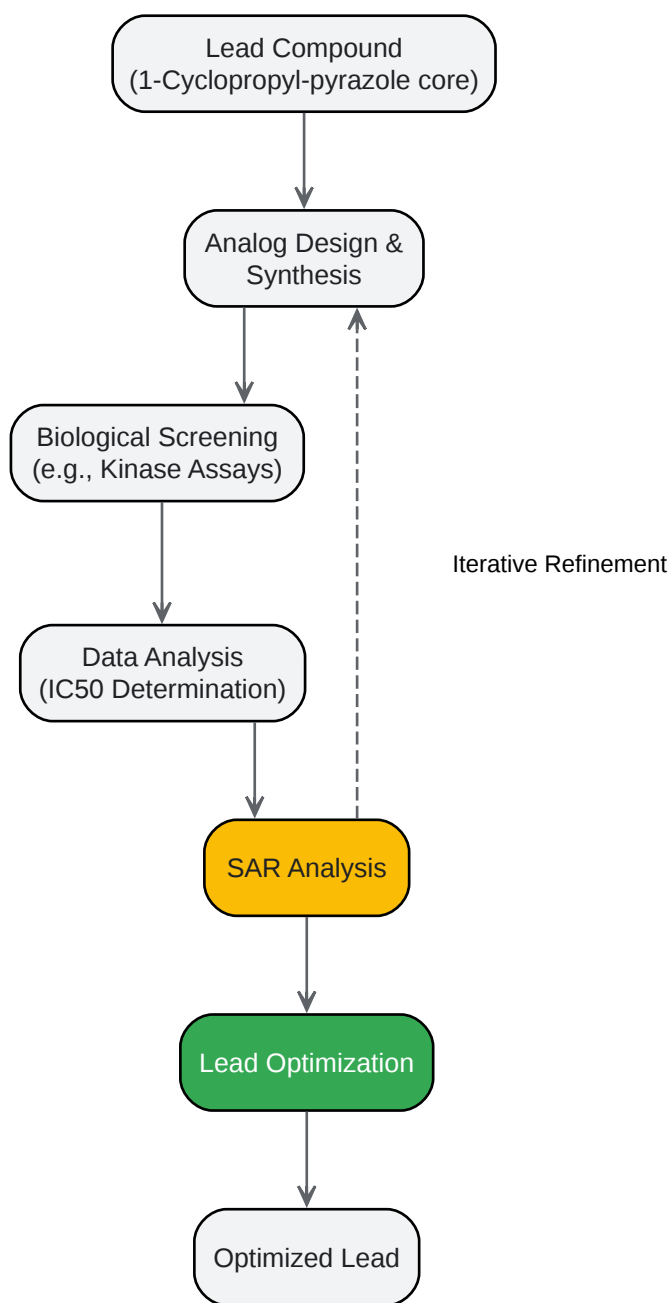 Lead Compound
(1-Cyclopropyl-pyrazole core)
Analog Design &
Synthesis
Biological Screening
(e.g., Kinase Assays)
Iterative Refinement
Data Analysis
(IC50 Determination)
SAR Analysis
Lead Optimization
Optimized Lead